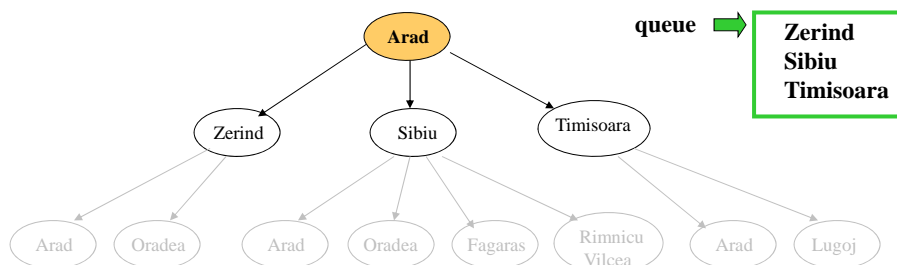 Arad
queue
Zerind
Sibiu
Timisoara
Zerind
Sibiu
Timisoara
Arad
Oradea
Arad
Oradea
Fagaras
Rimnicu
Vilcea
Arad
Lugoj